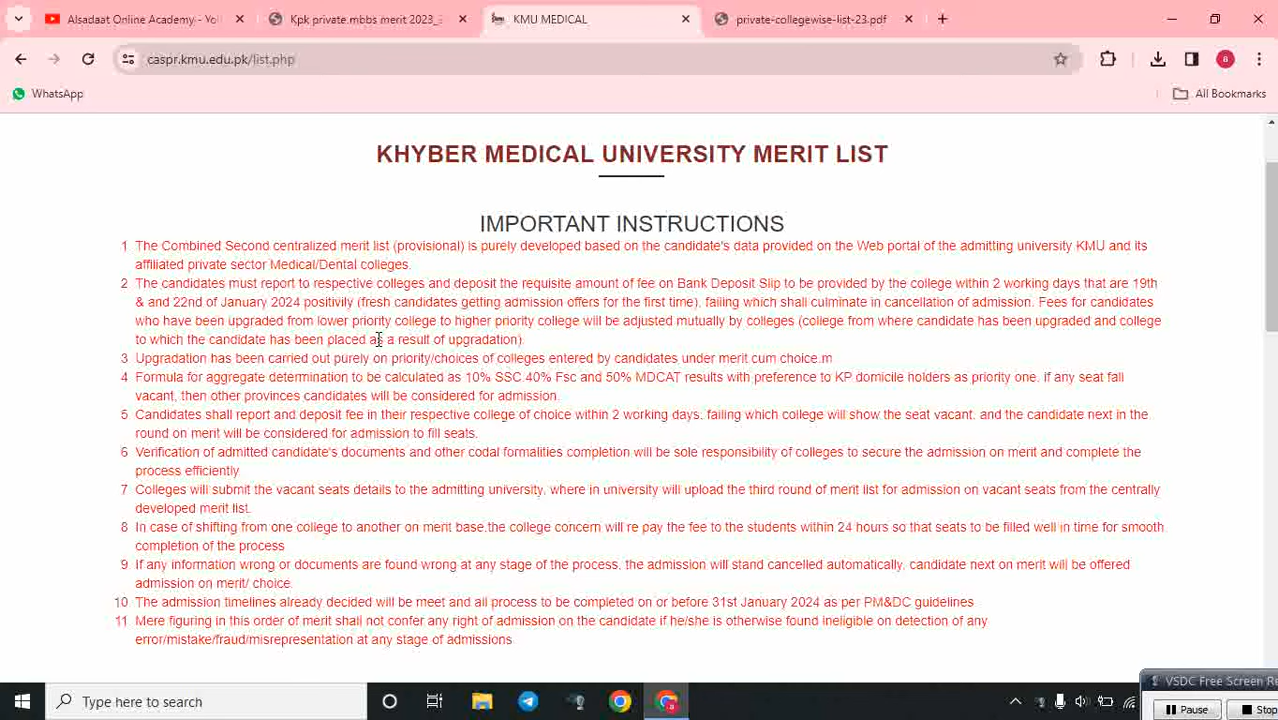 Alsadaat Online Academy - Yo
Kpk private.mbbs merit 2023_
KMU MEDICAL
private-collegewise-list-23.pdf
caspr.kmu.edu.pk/list.php
8
WhatsApp
All Bookmarks
KHYBER MEDICAL UNIVERSITY MERIT LIST
IMPORTANT INSTRUCTIONS
1 The Combined Second centralized merit list (provisional) is purely developed based on the candidate's data provided on the Web portal of the admitting university KMU and its
affiliated private sector Medical/Dental colleges.
2 The candidates must report to respective colleges and deposit the requisite amount of fee on Bank Deposit Slip to be provided by the college within 2 working days that are 19th
& and 22nd of January 2024 positivily (fresh candidates getting admission offers for the first time), failing which shall culminate in cancellation of admission. Fees for candidates
who have been upgraded from lower priority college to higher priority college will be adjusted mutually by colleges (college from where candidate has been upgraded and college
to which the candidate has been placed as a result of upgradation).
3 Upgradation has been carried out purely on priority/choices of colleges entered by candidates under merit cum choice.m
4 Formula for aggregate determination to be calculated as 10% SSC 40% Fsc and 50% MDCAT results with preference to KP domicile holders as priority one, if any seat fall
vacant, then other provinces candidates will be considered for admission.
5 Candidates shall report and deposit fee in their respective college of choice within 2 working days, failing which college will show the seat vacant, and the candidate next in the
round on merit will be considered for admission to fill seats.
6 Verification of admitted candidate's documents and other codal formalities completion will be sole responsibility of colleges to secure the admission on merit and complete the
process efficiently
7 Colleges will submit the vacant seats details to the admitting university, where in university will upload the third round of merit list for admission on vacant seats from the centrally
developed merit list.
8 In case of shifting from one college to another on merit base,the college concern will re pay the fee to the students within 24 hours so that seats to be filled well in time for smooth
completion of the process
9 If any information wrong or documents are found wrong at any stage of the process, the admission will stand cancelled automatically, candidate next on merit will be offered
admission on merit/ choice.
10 The admission timelines already decided will be meet and all process to be completed on or before 31st January 2024 as per PM&DC guidelines
11 Mere figuring in this order of merit shall not confer any right of admission on the candidate if he/she is otherwise found ineligible on detection of any
error/mistake/fraud/misrepresentation at any stage of admissions
Type here to search
VSDC Free Screen Re
Pause
Stop